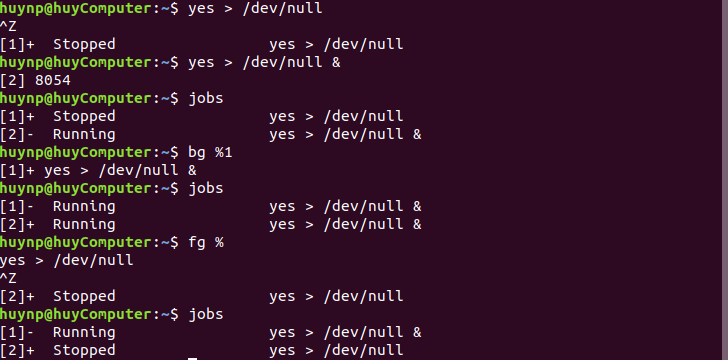 huynp@huyComputer:~$ yes > /dev/null
^Z
[1]+  Stopped                 yes > /dev/null
huynp@huyComputer:~$ yes > /dev/null &
[2] 8054
huynp@huyComputer:~$ jobs
[1]+  Stopped                 yes > /dev/null
[2]-  Running                 yes > /dev/null &
huynp@huyComputer:~$ bg %1
[1]+ yes > /dev/null &
huynp@huyComputer:~$ jobs
[1]-  Running                 yes > /dev/null &
[2]+  Running                 yes > /dev/null &
huynp@huyComputer:~$ fg %
yes > /dev/null
^Z
[2]+  Stopped                 yes > /dev/null
huynp@huyComputer:~$ jobs
[1]-  Running                 yes > /dev/null &
[2]+  Stopped                 yes > /dev/null